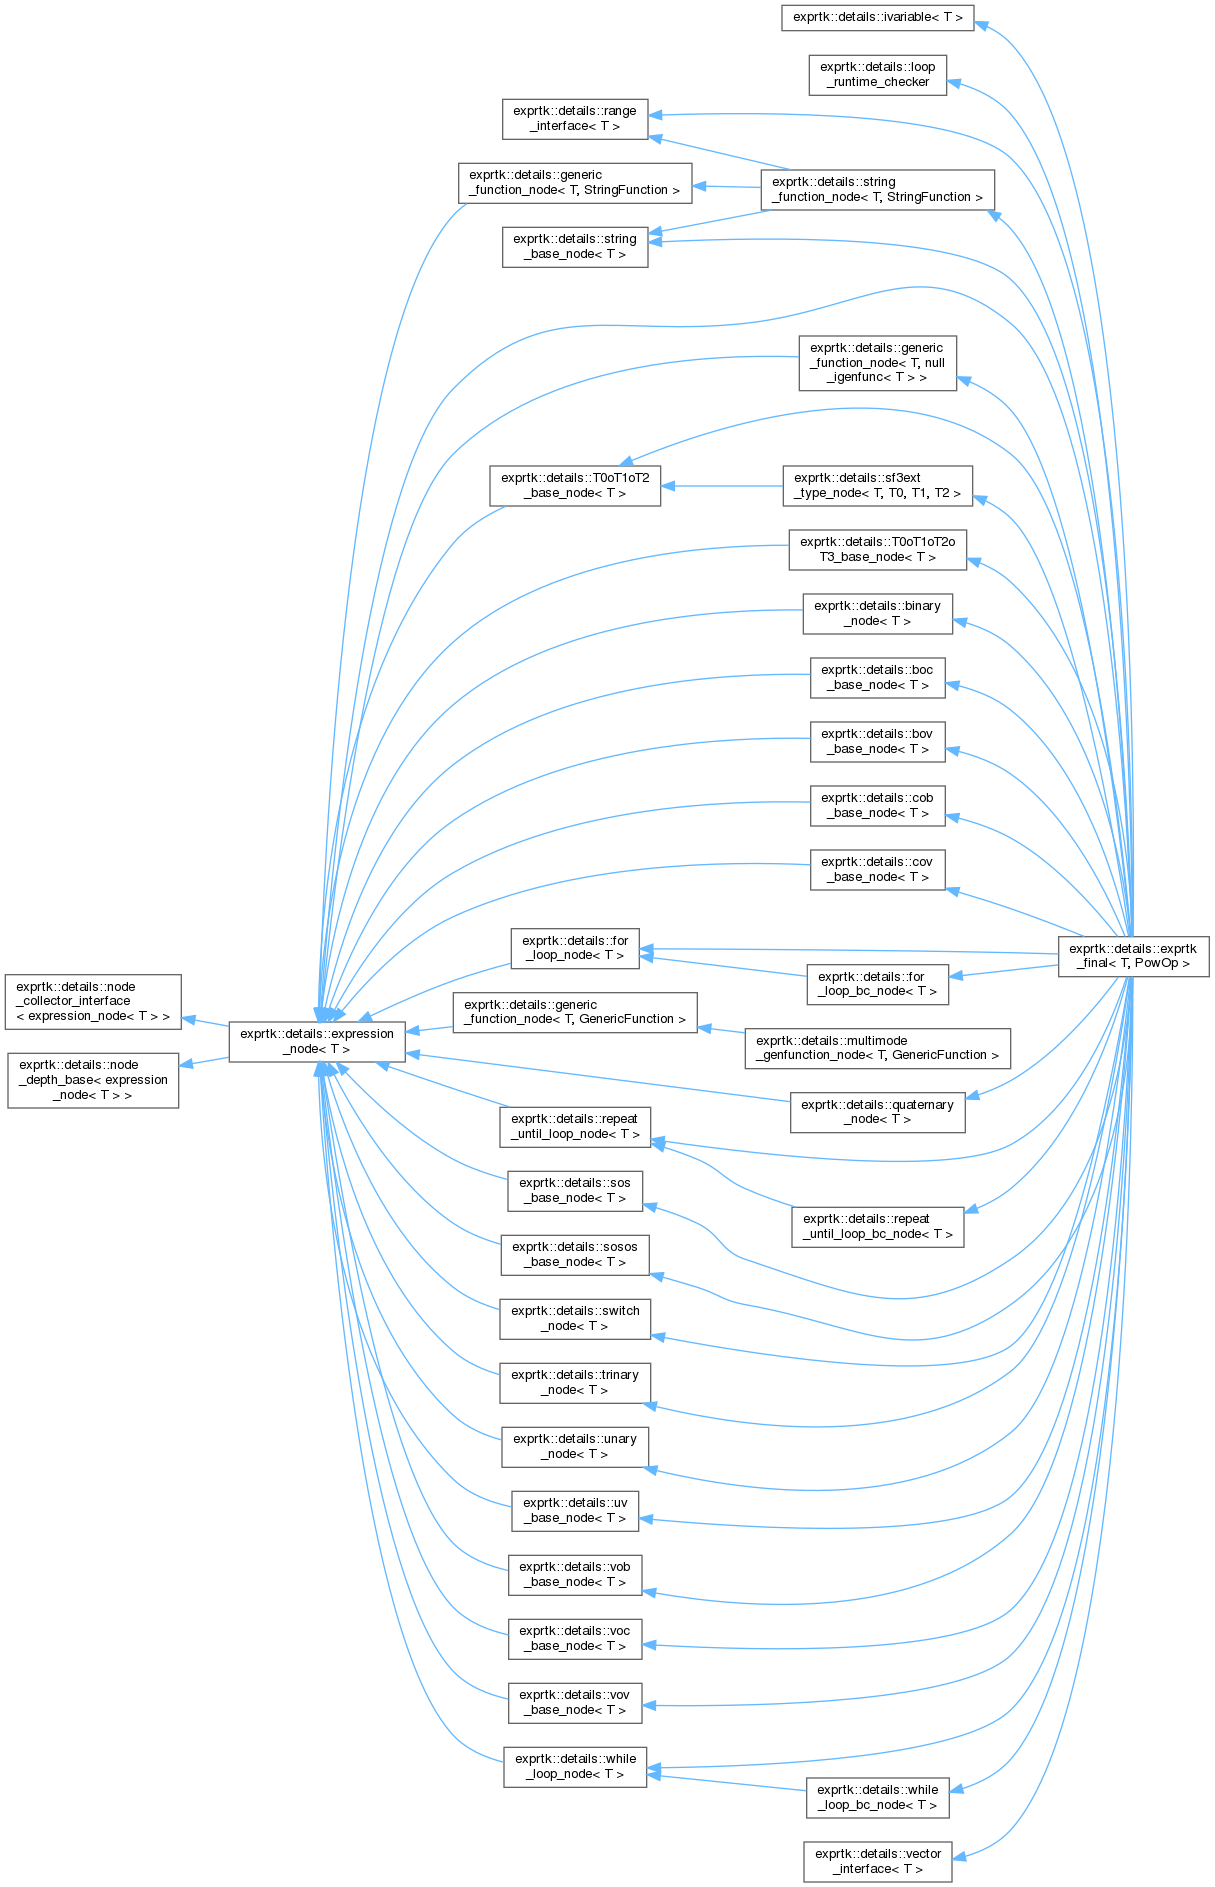 exprtk::details::ivariable< T >
exprtk::details::loop
_runtime_checker
exprtk::details::range
_interface< T >
exprtk::details::generic
_function_node< T, StringFunction >
exprtk::details::string
_function_node< T, StringFunction >
exprtk::details::string
_base_node< T >
exprtk::details::generic
_function_node< T, null
_igenfunc< T > >
exprtk::details::T0oT1oT2
_base_node< T >
exprtk::details::sf3ext
_type_node< T, T0, T1, T2 >
exprtk::details::T0oT1oT2o
T3_base_node< T >
exprtk::details::binary
_node< T >
exprtk::details::boc
_base_node< T >
exprtk::details::bov
_base_node< T >
exprtk::details::cob
_base_node< T >
exprtk::details::cov
_base_node< T >
exprtk::details::for
_loop_node< T >
exprtk::details::exprtk
_final< T, PowOp >
exprtk::details::for
_loop_bc_node< T >
exprtk::details::node
_collector_interface
< expression_node< T > >
exprtk::details::generic
_function_node< T, GenericFunction >
exprtk::details::expression
_node< T >
exprtk::details::multimode
_genfunction_node< T, GenericFunction >
exprtk::details::node
_depth_base< expression
_node< T > >
exprtk::details::quaternary
_node< T >
exprtk::details::repeat
_until_loop_node< T >
exprtk::details::sos
_base_node< T >
exprtk::details::repeat
_until_loop_bc_node< T >
exprtk::details::sosos
_base_node< T >
exprtk::details::switch
_node< T >
exprtk::details::trinary
_node< T >
exprtk::details::unary
_node< T >
exprtk::details::uv
_base_node< T >
exprtk::details::vob
_base_node< T >
exprtk::details::voc
_base_node< T >
exprtk::details::vov
_base_node< T >
exprtk::details::while
_loop_node< T >
exprtk::details::while
_loop_bc_node< T >
exprtk::details::vector
_interface< T >